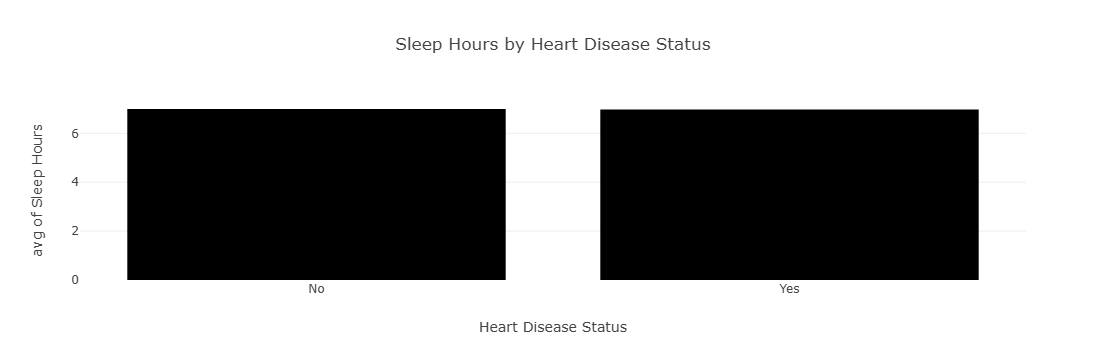 Sleep Hours by Heart Disease Status
avg of Sleep Hours
6
4
2
0
No
Yes
Heart Disease Status